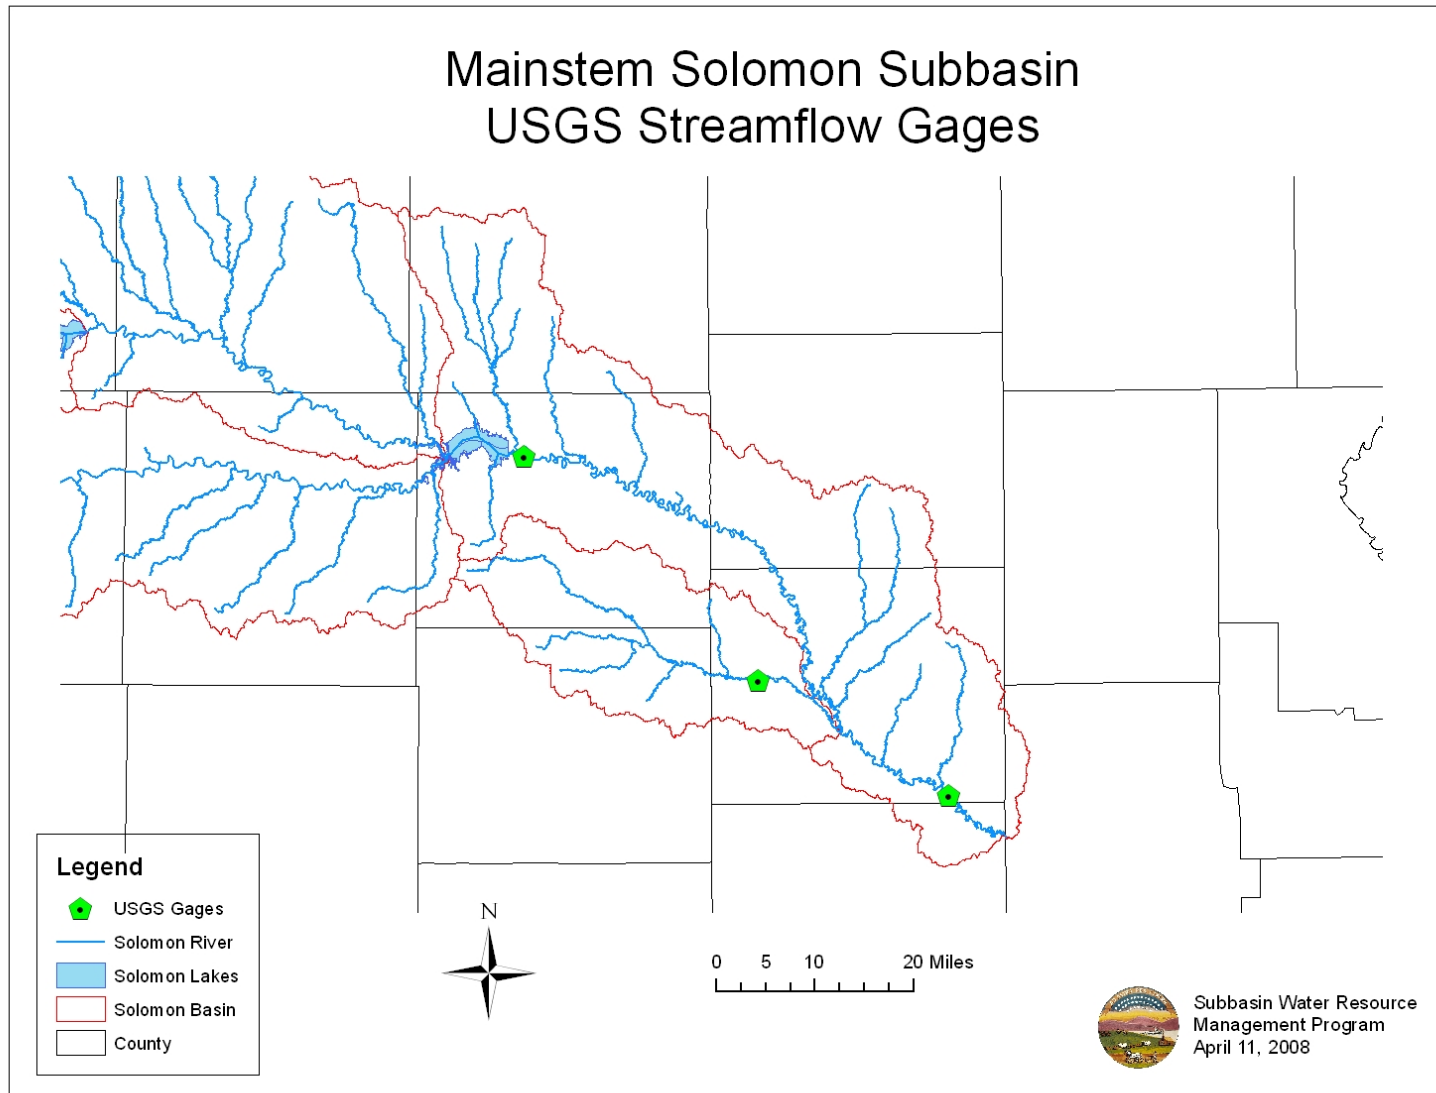 Mainstem Solomon Subbasin
USGS Streamflow Gages
Legend
USGS Gages
Solomon River
Solomon Lakes
Solomon Basin
County
N
0 5 10 20 Miles
Subbasin Water Resource
Management Program
April 11, 2008